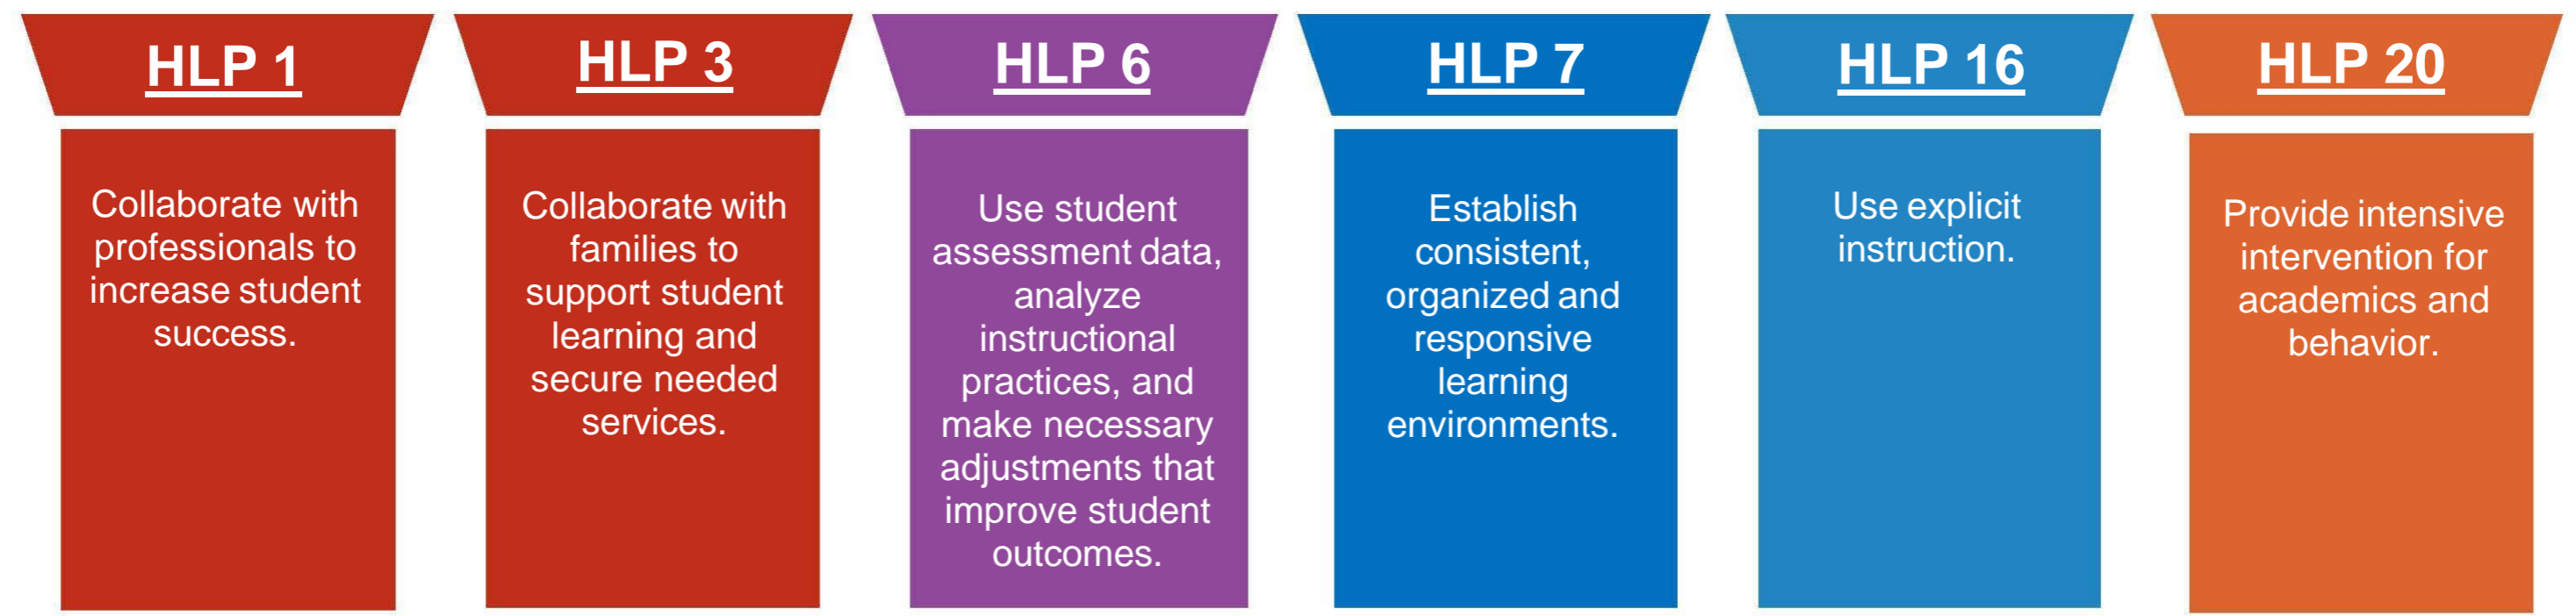 HLP 1
Collaborate with
professionals to
increase student
success.
HLP 3
Collaborate with
families to
support student
learning and
secure needed
services.
HLP 6
Use student
assessment data,
analyze
instructional
practices, and
make necessary
adjustments that
improve student
outcomes.
HLP 7
Establish
consistent,
organized and
responsive
learning
environments.
HLP 16
Use explicit
instruction.
HLP 20
Provide intensive
intervention for
academics and
behavior.